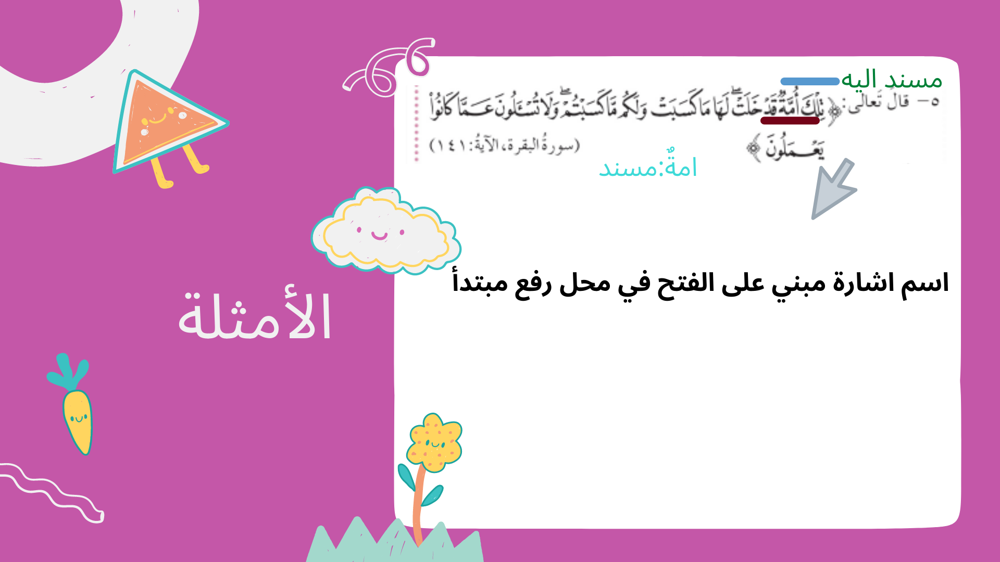 مسند اليه
٥- قالَ تَعالى: ﴿تِلْكَ أُمَّةٌ قَدْ خَلَتْ ۖ لَهَا مَا كَسَبَتْ وَلَكُم مَّا كَسَبْتُمْ ۖ وَلَا تُسْـَٔلُونَ عَمَّا كَانُوا۟
يَعْمَلُونَ﴾ (سورةُ البقرة، الآيةُ: ١٤١)
امةٌ:مسند
اسم اشارة مبني على الفتح في محل رفع مبتدأ
الأمثلة